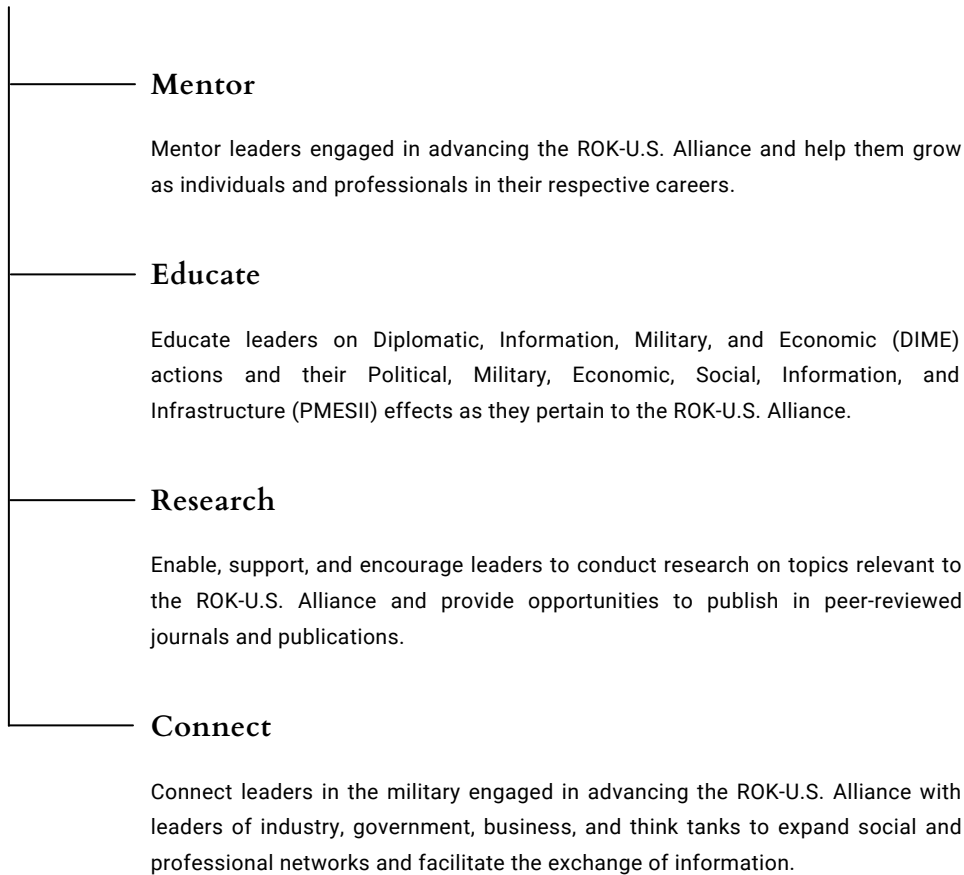 Mentor
Mentor leaders engaged in advancing the ROK-U.S. Alliance and help them grow
as individuals and professionals in their respective careers.
Educate
Educate leaders on Diplomatic, Information, Military, and Economic (DIME)
actions and their Political, Military, Economic, Social, Information, and
Infrastructure (PMESII) effects as they pertain to the ROK-U.S. Alliance.
Research
Enable, support, and encourage leaders to conduct research on topics relevant to
the ROK-U.S. Alliance and provide opportunities to publish in peer-reviewed
journals and publications.
Connect
Connect leaders in the military engaged in advancing the ROK-U.S. Alliance with
leaders of industry, government, business, and think tanks to expand social and
professional networks and facilitate the exchange of information.